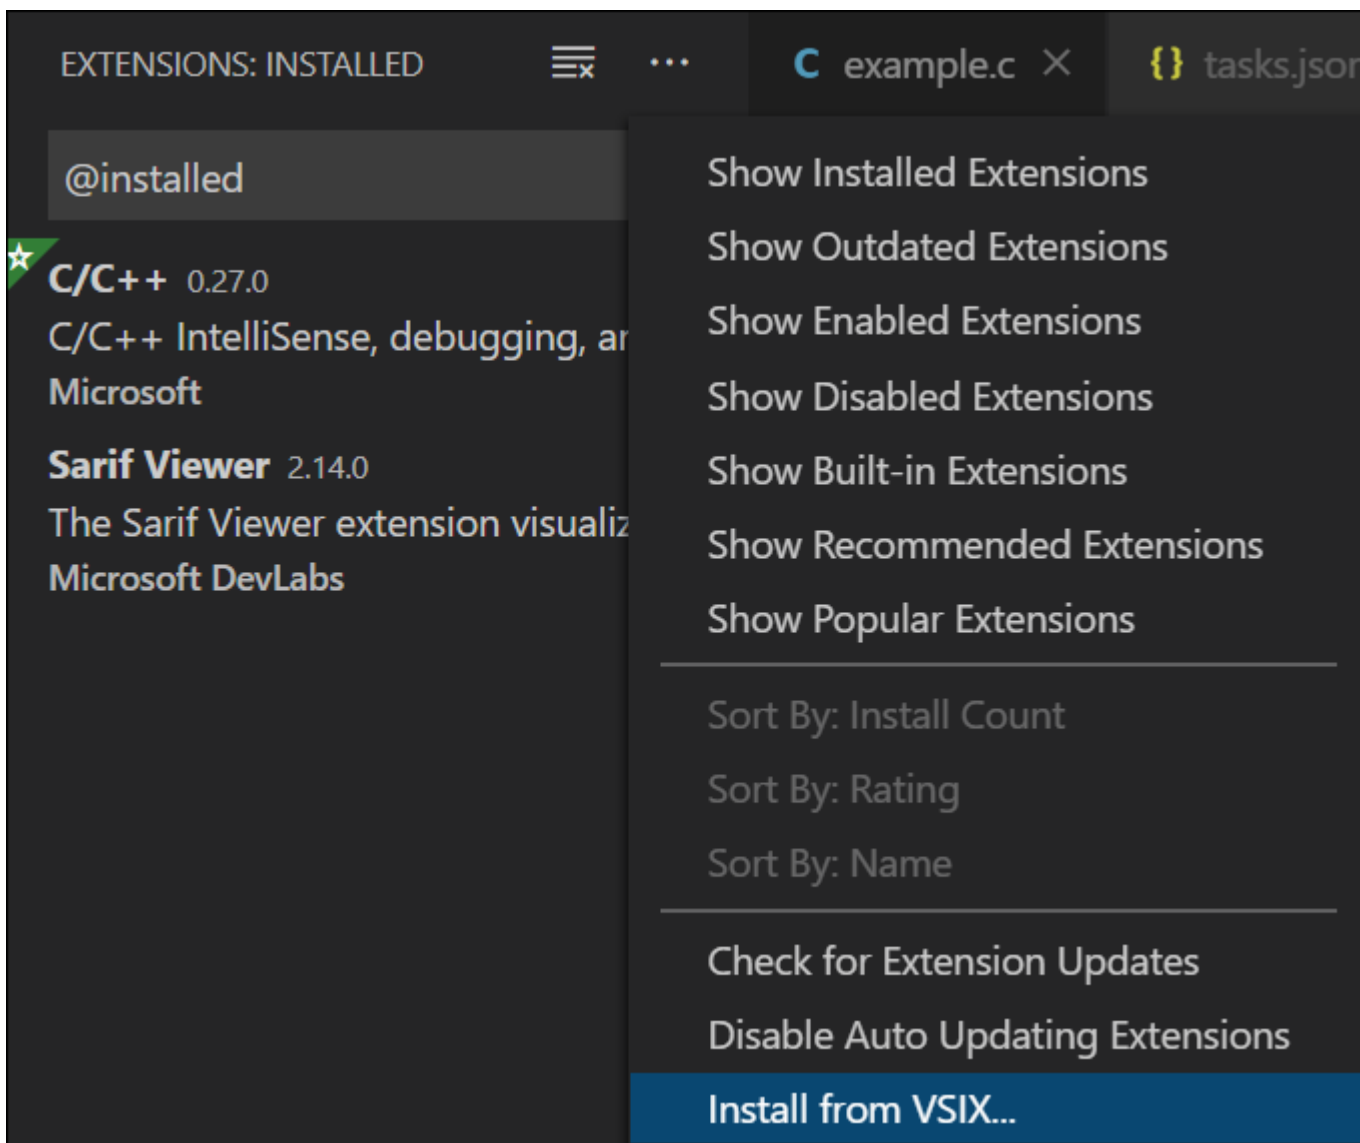 EXTENSIONS: INSTALLED
C example.c
{} tasks.json
@installed
C/C++ 0.27.0
C/C++ IntelliSense, debugging,
Microsoft
Sarif Viewer 2.14.0
The Sarif Viewer extension
Microsoft DevLabs
Show Installed Extensions
Show Outdated Extensions
Show Enabled Extensions
Show Disabled Extensions
Show Built-in Extensions
Show Recommended Extensions
Show Popular Extensions
Sort By: Install Count
Sort By: Rating
Sort By: Name
Check for Extension Updates
Disable Auto Updating Extensions
Install from VSIX...